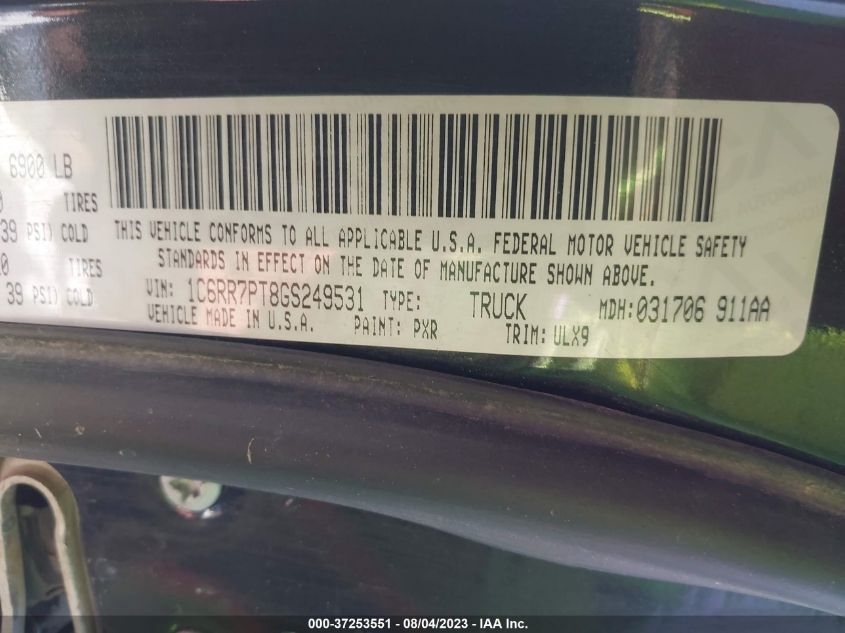 6900 LB
TIRES
39 PSI) COLD
TIRES
39 PSI) COLD
THIS VEHICLE CONFORMS TO ALL APPLICABLE U.S.A. FEDERAL MOTOR VEHICLE SAFETY
STANDARDS IN EFFECT ON THE DATE OF MANUFACTURE SHOWN ABOVE.
VIN: 1C6RR7PT8GS249531 TYPE: TRUCK MDH:031706 911AA
VEHICLE MADE IN U.S.A. PAINT: PXR TRIM: ULX9
000-37253551 - 08/04/2023 - IAA Inc.